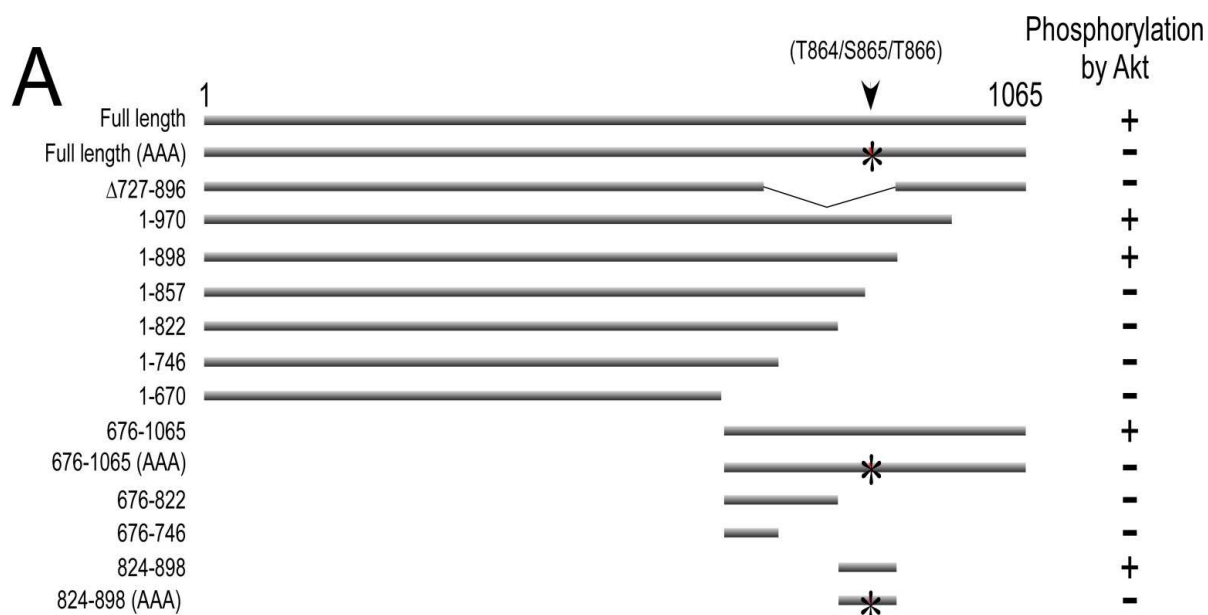 A
Phosphorylation
by Akt
(T864/S865/T866)
1 1065
Full length +
Full length (AAA) -
Δ727-896 -
1-970 +
1-898 +
1-857 -
1-822 -
1-746 -
1-670 -
676-1065 +
676-1065 (AAA) -
676-822 -
676-746 -
824-898 +
824-898 (AAA) -